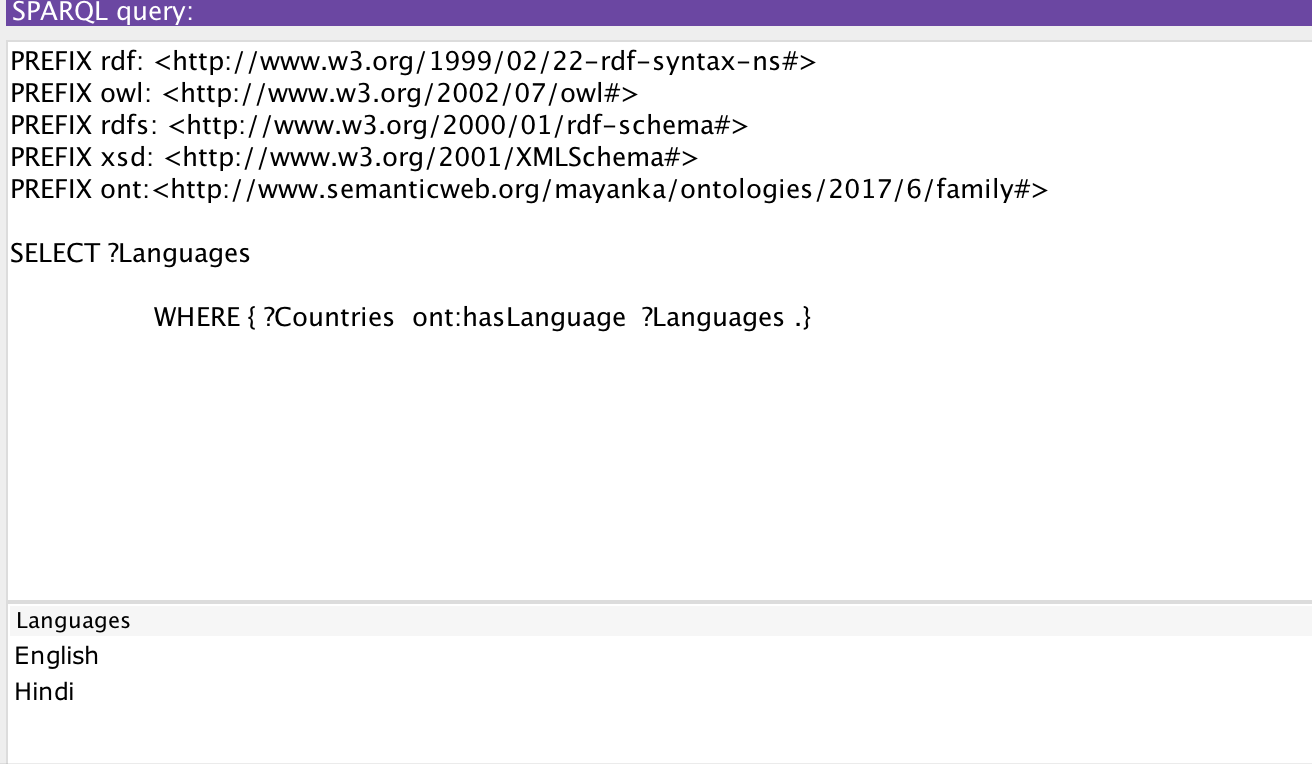 SPARQL query:
PREFIX rdf: <http://www.w3.org/1999/02/22-rdf-syntax-ns#>
PREFIX owl: <http://www.w3.org/2002/07/owl#>
PREFIX rdfs: <http://www.w3.org/2000/01/rdf-schema#>
PREFIX xsd: <http://www.w3.org/2001/XMLSchema#>
PREFIX ont:<http://www.semanticweb.org/mayanka/ontologies/2017/6/family#>
SELECT ?Languages
WHERE { ?Countries ont:hasLanguage ?Languages .}
Languages
English
Hindi